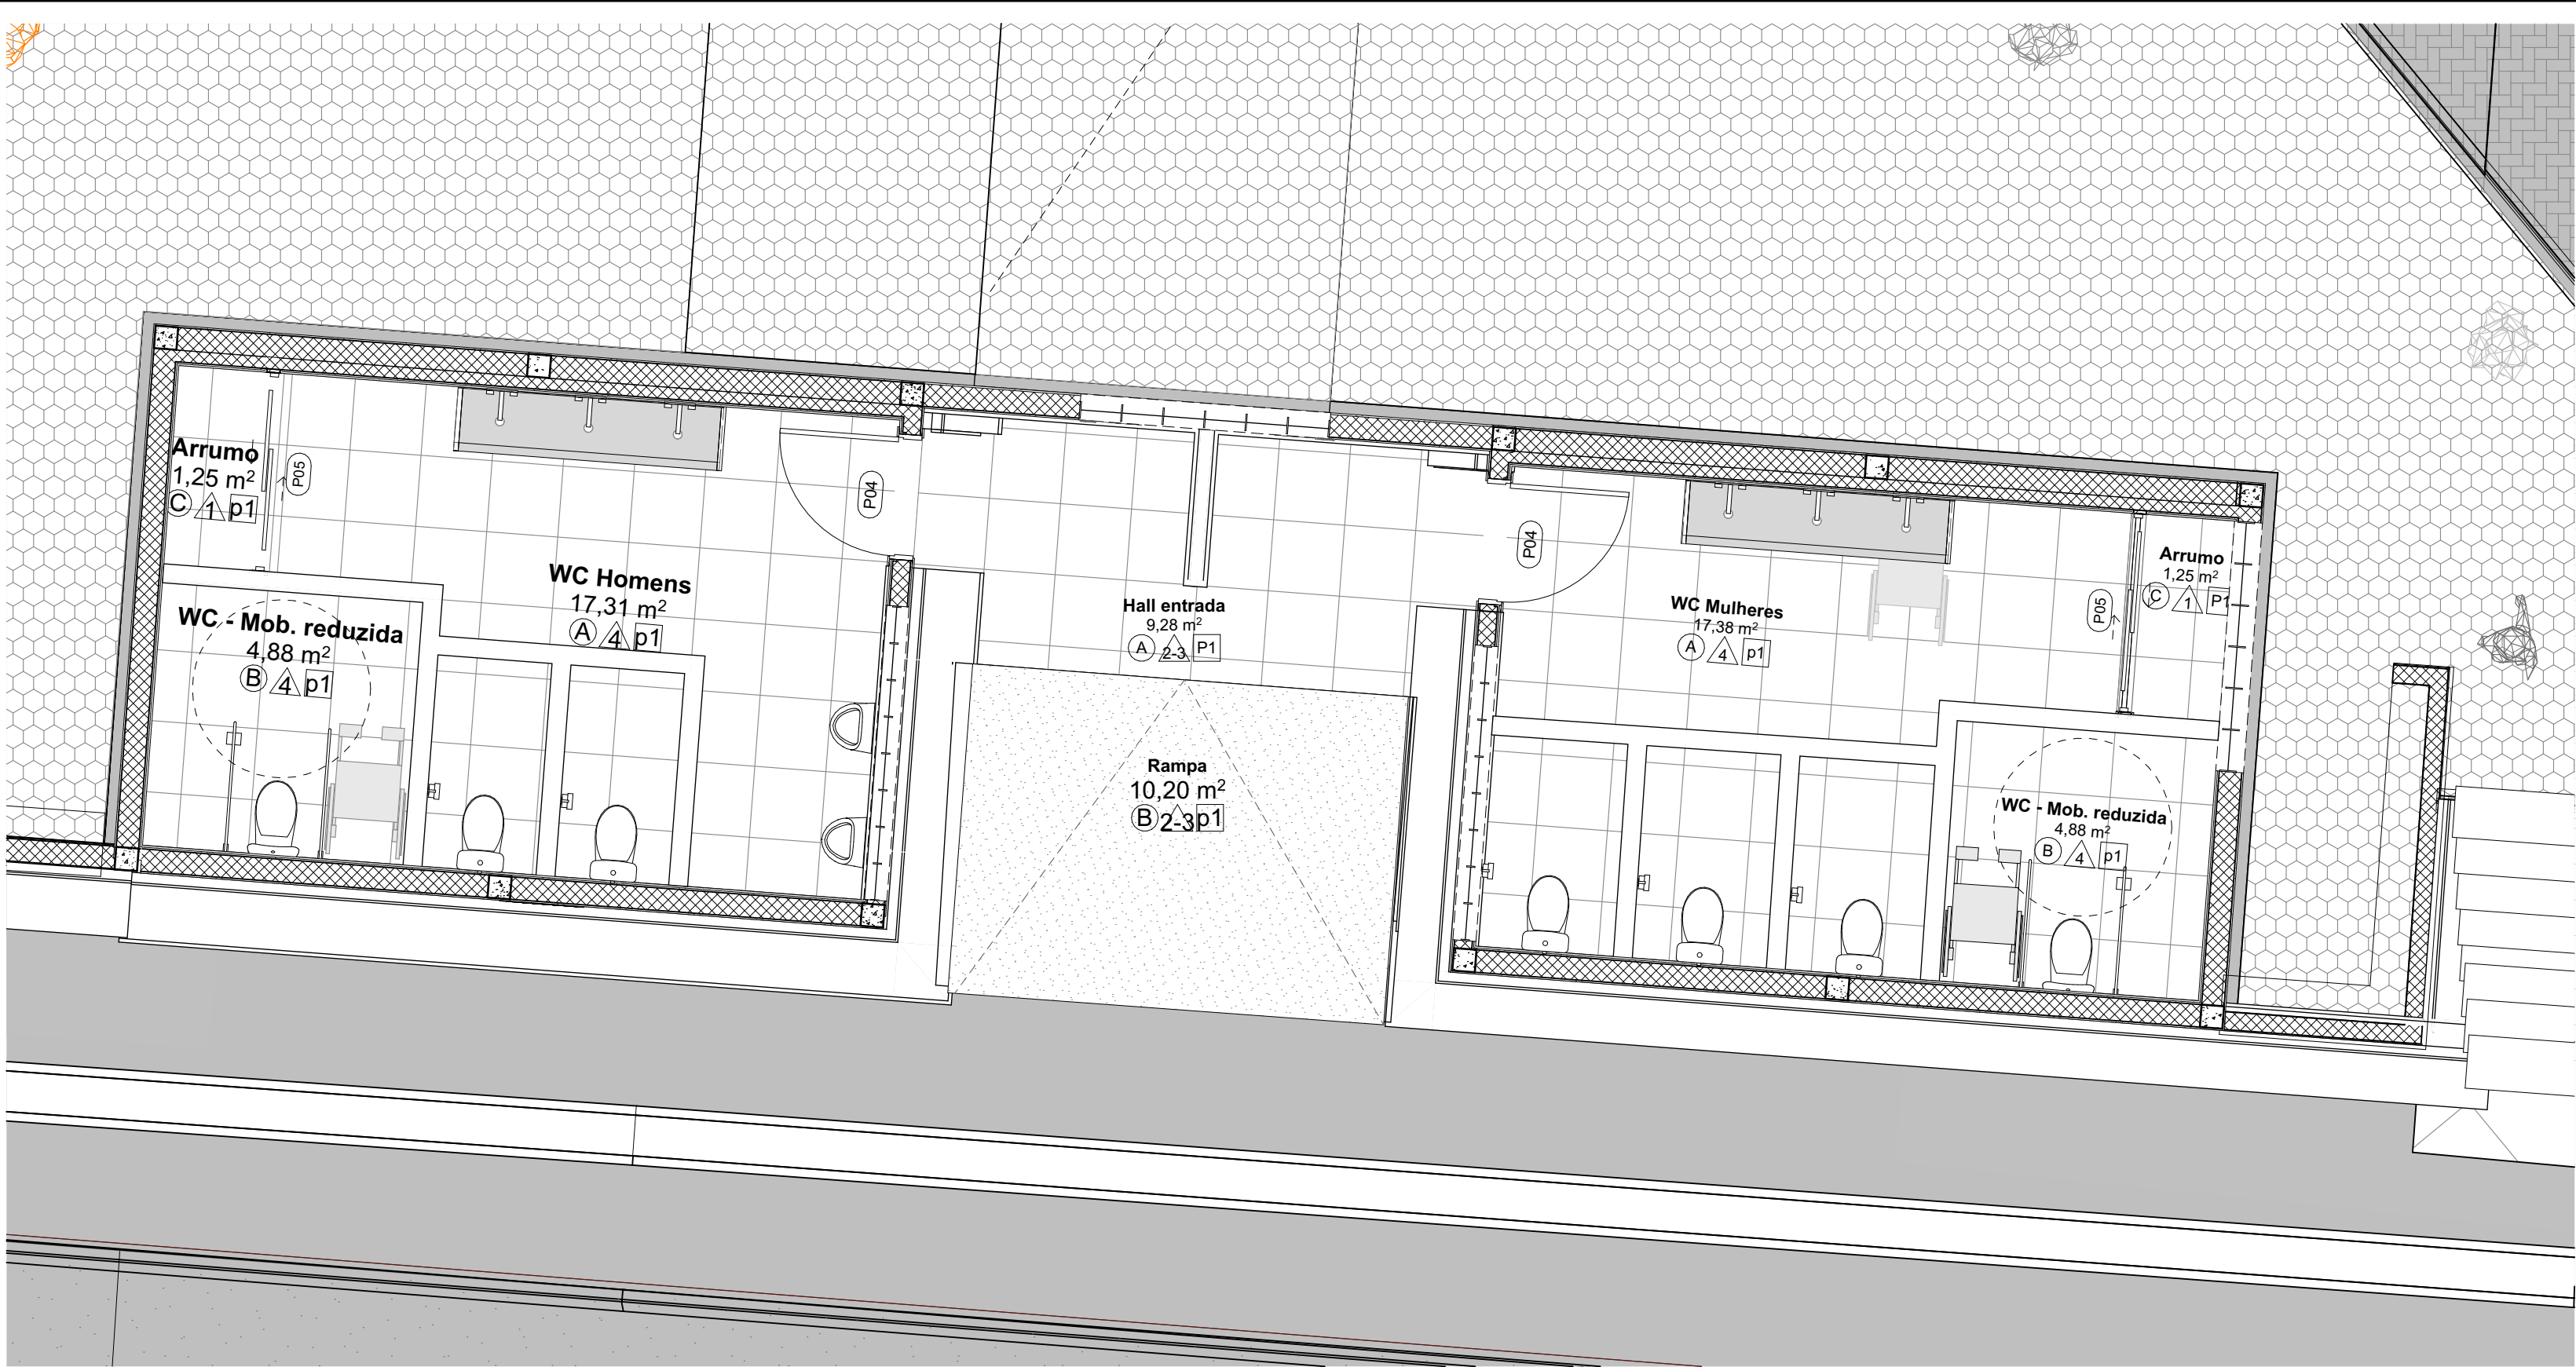 Arrumo
1,25 m²
C 1 p1
P05
WC - Mob. reduzida
4,88 m²
B 4 p1
WC Homens
17,31 m²
A 4 p1
P04
Hall entrada
9,28 m²
A 2-3 P1
Rampa
10,20 m²
B 2-3 p1
P04
WC Mulheres
17,38 m²
A 4 p1
P05
Arrumo
1,25 m²
C 1 P1
WC - Mob. reduzida
4,88 m²
B 4 p1